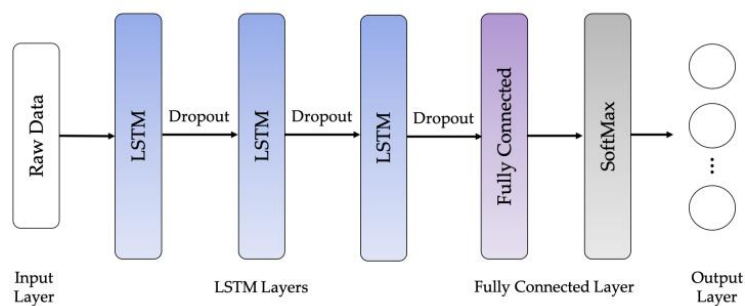 Raw Data
LSTM
Dropout
LSTM
Dropout
LSTM
Dropout
Fully Connected
SoftMax
...
Input
Layer
LSTM Layers
Fully Connected Layer
Output
Layer